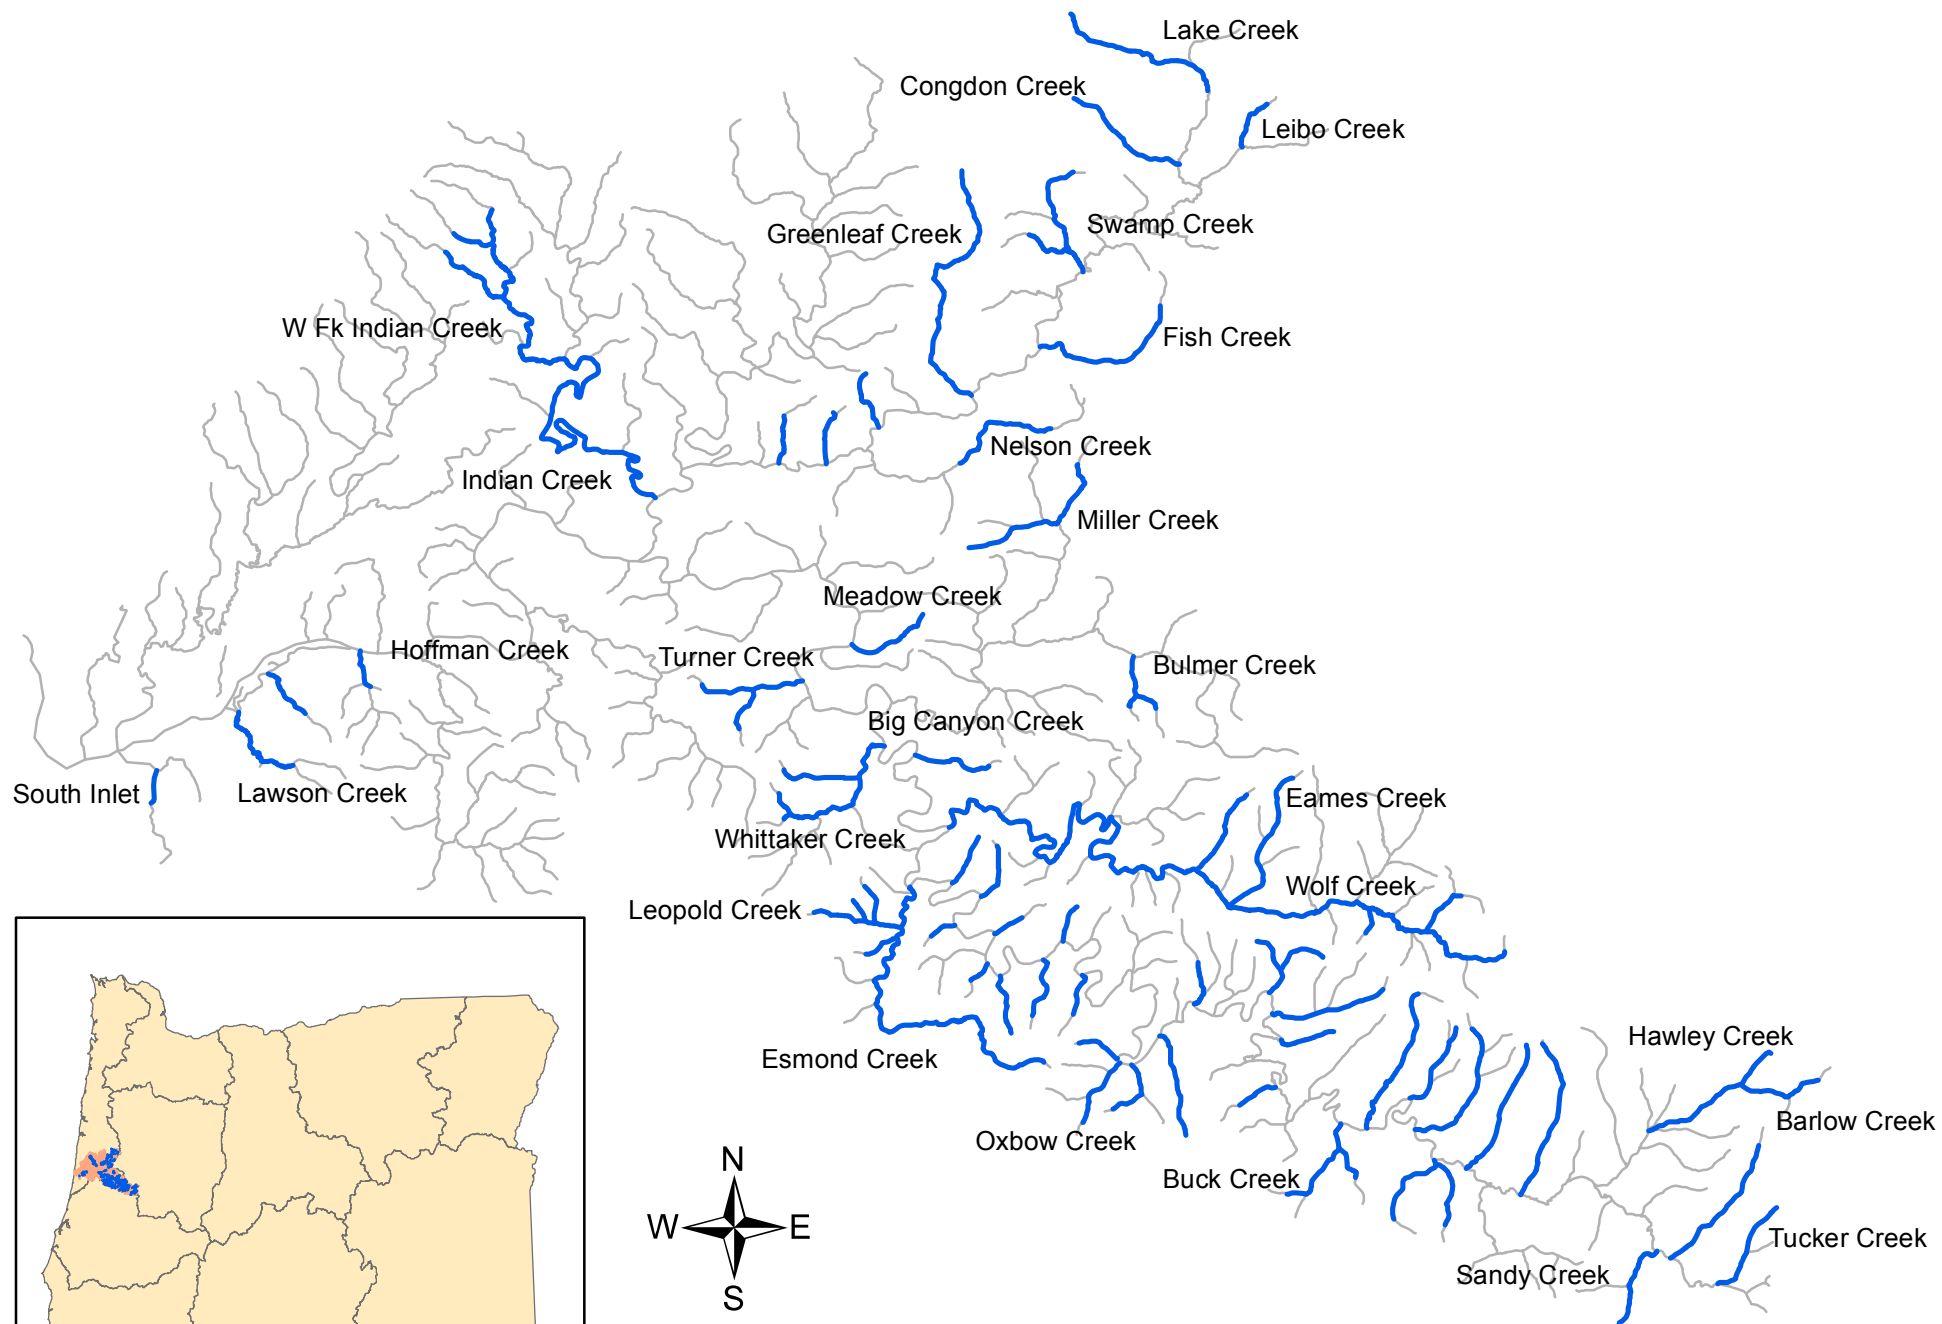 Lake Creek
Congdon Creek
Leibo Creek
Swamp Creek
Greenleaf Creek
W Fk Indian Creek
Fish Creek
Nelson Creek
Indian Creek
Miller Creek
Meadow Creek
Hoffman Creek
Turner Creek
Bulmer Creek
Big Canyon Creek
South Inlet
Lawson Creek
Eames Creek
Whittaker Creek
Wolf Creek
Leopold Creek
Hawley Creek
Esmond Creek
Barlow Creek
Oxbow Creek
N
Buck Creek
W
E
Tucker Creek
Sandy Creek
S